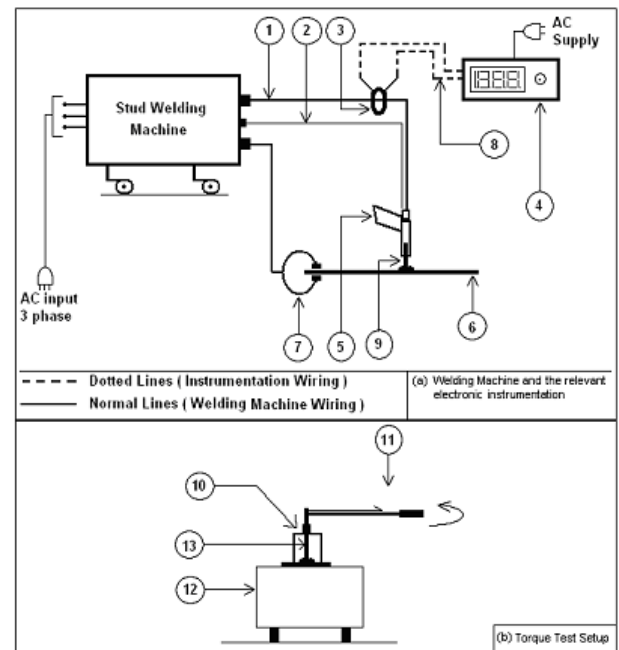 1
2
3
AC
Supply
Stud Welding
Machine
8
4
5
9
6
7
AC input
3 phase
Dotted Lines ( Instrumentation Wiring )
Normal Lines ( Welding Machine Wiring )
(a) Welding Machine and the relevant
electronic instrumentation
11
10
13
12
(b) Torque Test Setup